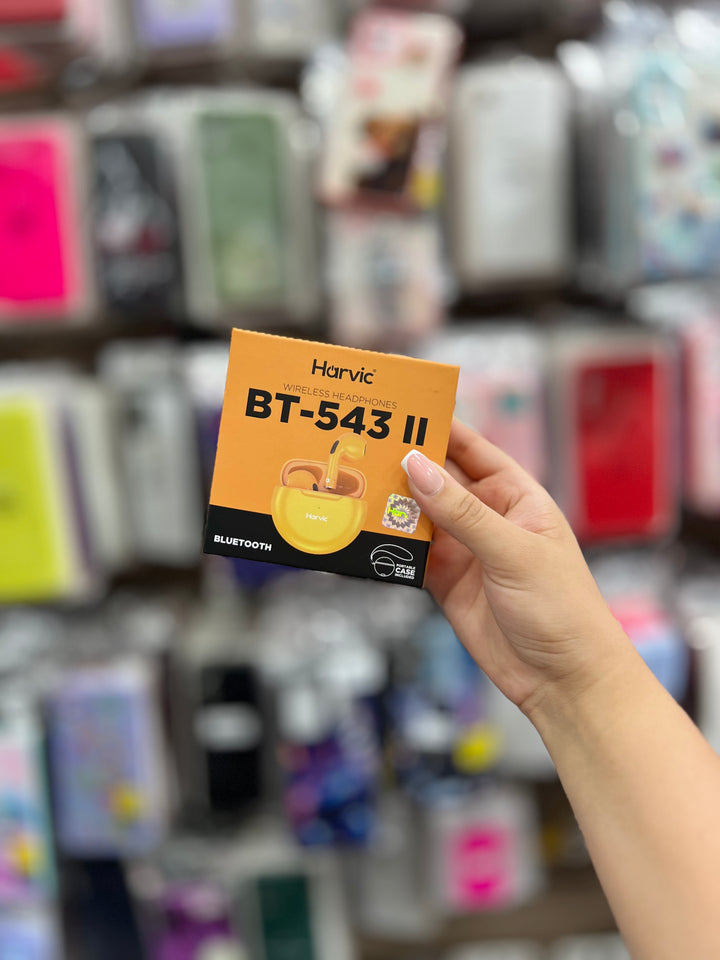 Harvic®
WIRELESS HEADPHONES
BT-543 II
Harvic
BLUETOOTH
PORTABLE
CASE
INCLUDED